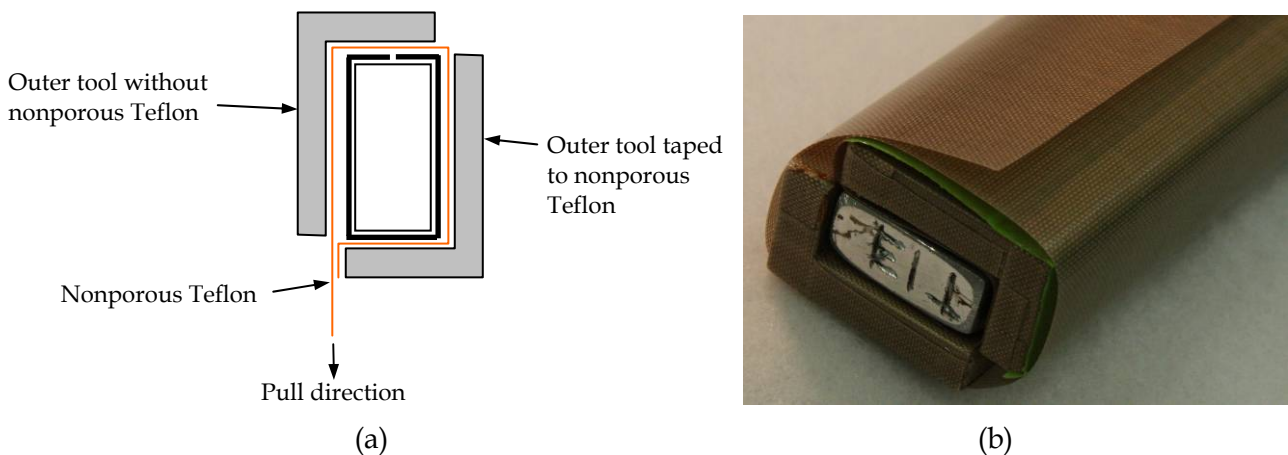 Outer tool without
nonporous Teflon
Outer tool taped
to nonporous
Teflon
Nonporous Teflon
Pull direction
(a)
(b)